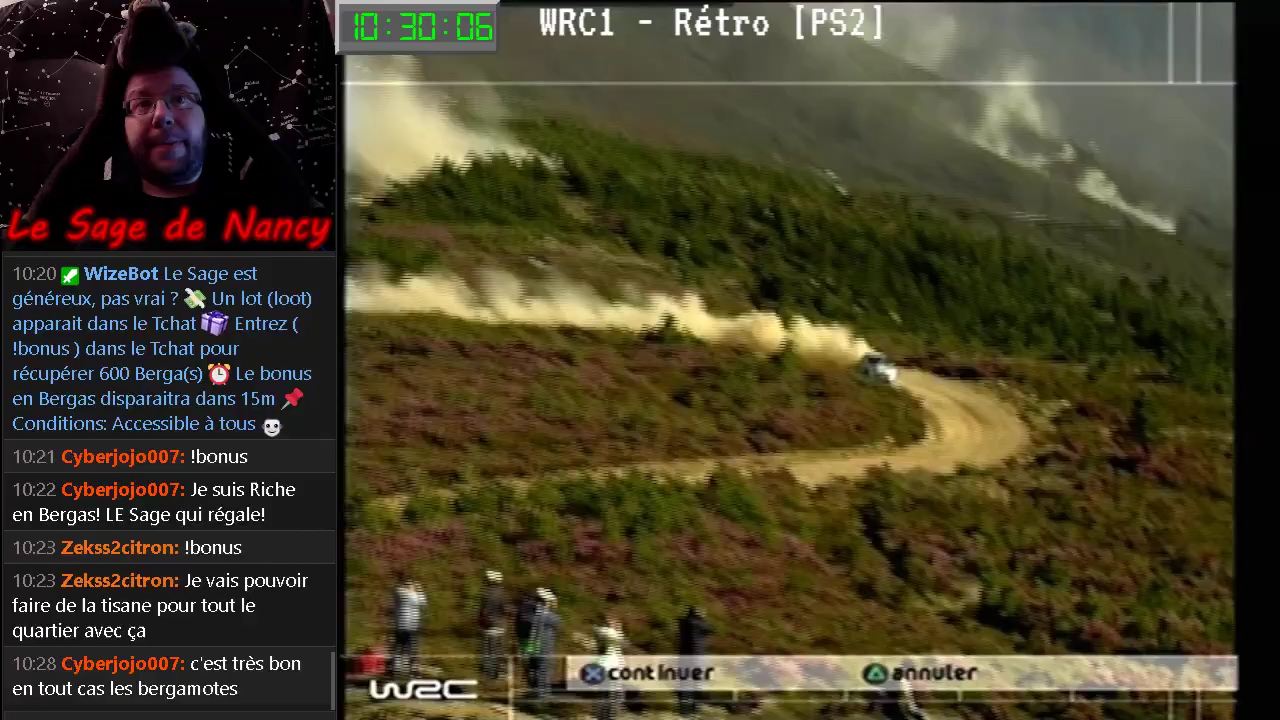 10:30:06
WRC1 - Rétro [PS2]
Le Sage de Nancy
10:20 WizeBot Le Sage est
généreux, pas vrai ? 💸 Un lot (loot)
apparait dans le Tchat 🎁 Entrez (
!bonus ) dans le Tchat pour
récupérer 600 Berga(s) ⏰ Le bonus
en Bergas disparaitra dans 15m 📌
Conditions: Accessible à tous 💀
10:21 Cyberjojo007: !bonus
10:22 Cyberjojo007: Je suis Riche
en Bergas! LE Sage qui régale!
10:23 Zekss2citron: !bonus
10:23 Zekss2citron: Je vais pouvoir
faire de la tisane pour tout le
quartier avec ça
10:28 Cyberjojo007: c'est très bon
en tout cas les bergamotes
continuer
annuler
WRC